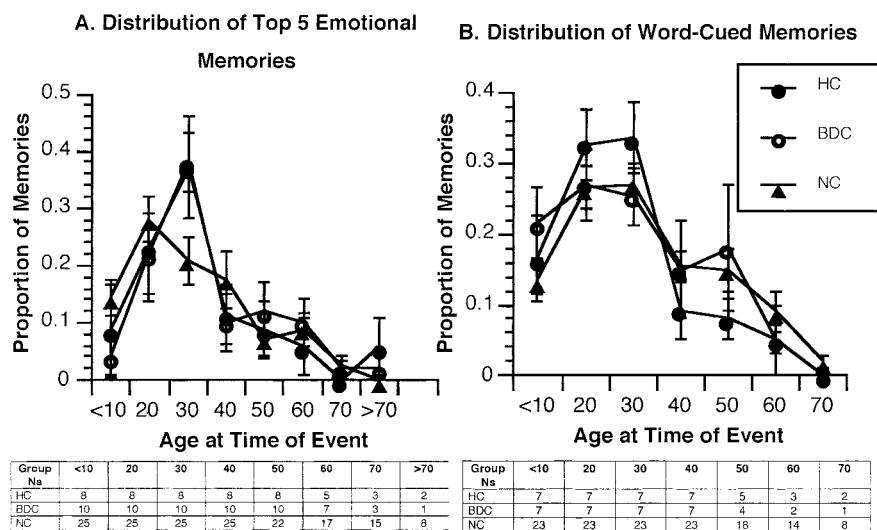 A. Distribution of Top 5 Emotional
Memories
Proportion of Memories
0.5
0.4
0.3
0.2
0.1
0
<10 20 30 40 50 60 70 >70
Age at Time of Event
Group Ns <10 20 30 40 50 60 70 >70
HC 8 8 8 8 8 5 3 2
BDC 10 10 10 10 10 7 3 1
NC 25 25 25 25 22 17 15 8
B. Distribution of Word-Cued Memories
HC
BDC
NC
Proportion of Memories
0.4
0.3
0.2
0.1
0
<10 20 30 40 50 60 70
Age at Time of Event
Group Ns <10 20 30 40 50 60 70
HC 7 7 7 7 5 3 2
BDC 7 7 7 7 4 2 1
NC 23 23 23 23 18 14 8